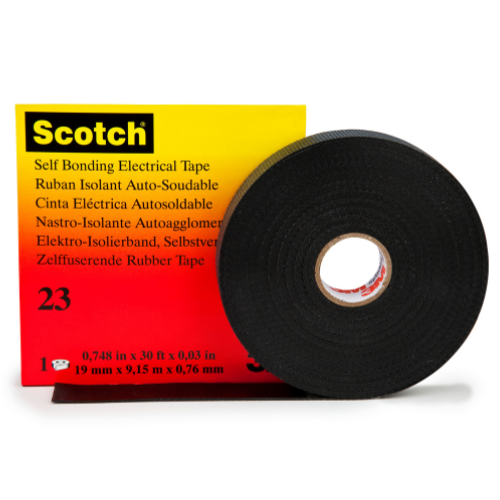 Scotch®
Self Bonding Electrical Tape
Ruban Isolant Auto-Soudable
Cinta Eléctrica Autosoldable
Nastro-Isolante Autoagglomer
Elektro-Isolierband, Selbstver
Zelffuserende Rubber Tape
23
1
0,748 in x 30 ft x 0,03 in
19 mm x 9,15 m x 0,76 mm